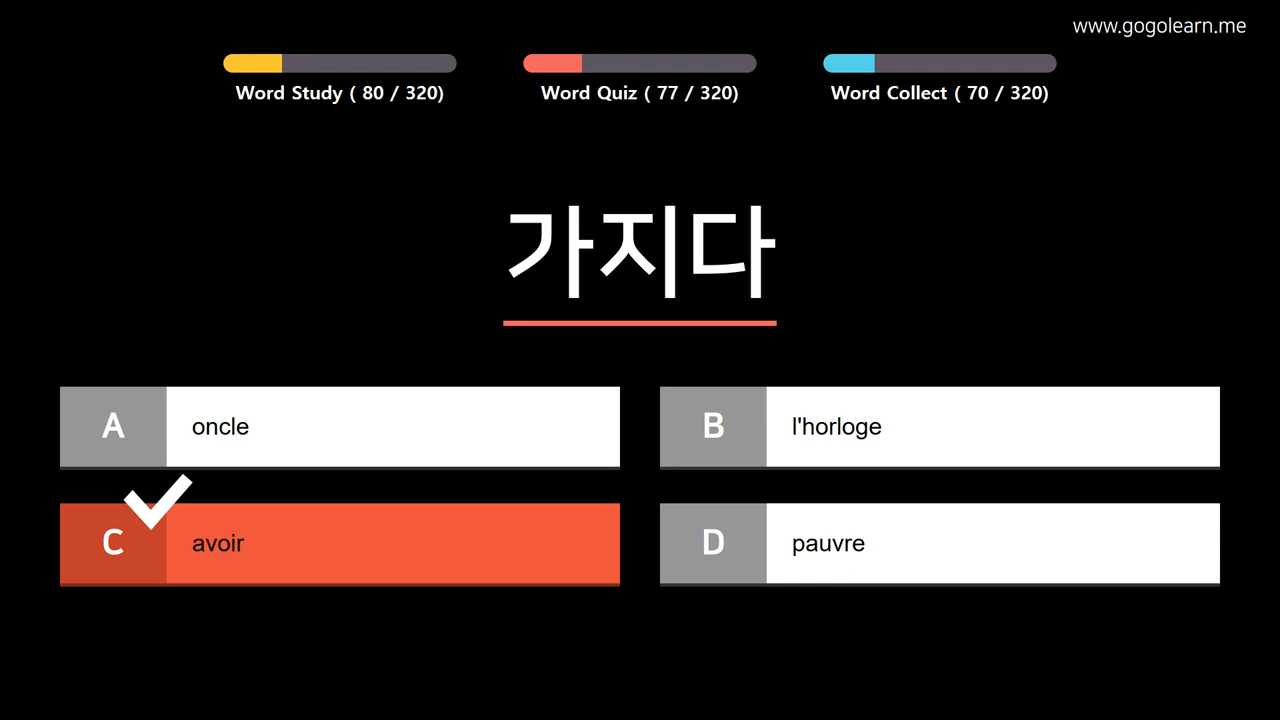 www.gogolearn.me
Word Study ( 80 / 320)
Word Quiz ( 77 / 320)
Word Collect ( 70 / 320)
가지다
A oncle
B l'horloge
C avoir
D pauvre